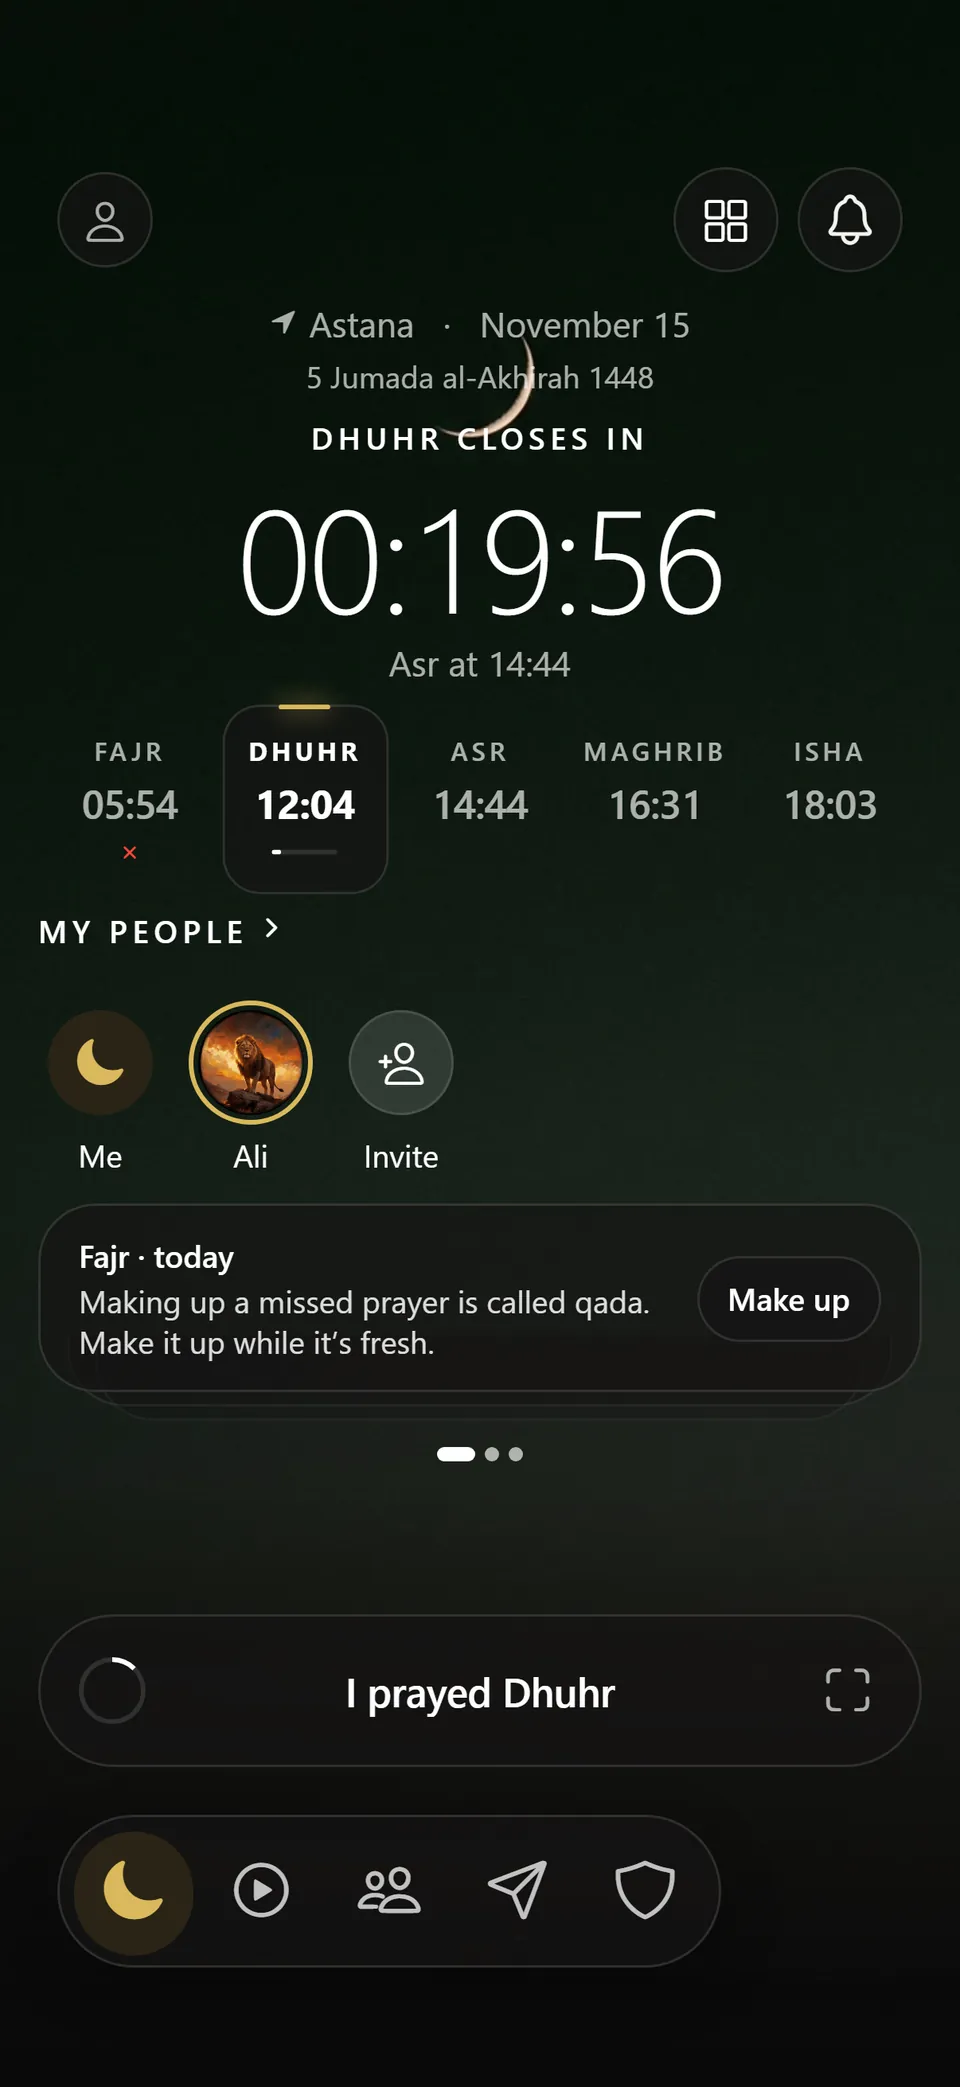 Astana · November 15
5 Jumada al-Akhirah 1448
DHUHR CLOSES IN
00:19:56
Asr at 14:44
FAJR DHUHR ASR MAGHRIB ISHA
05:54 12:04 14:44 16:31 18:03
MY PEOPLE
Me Ali Invite
Fajr · today
Making up a missed prayer is called qada.
Make it up while it’s fresh.
Make up
I prayed Dhuhr